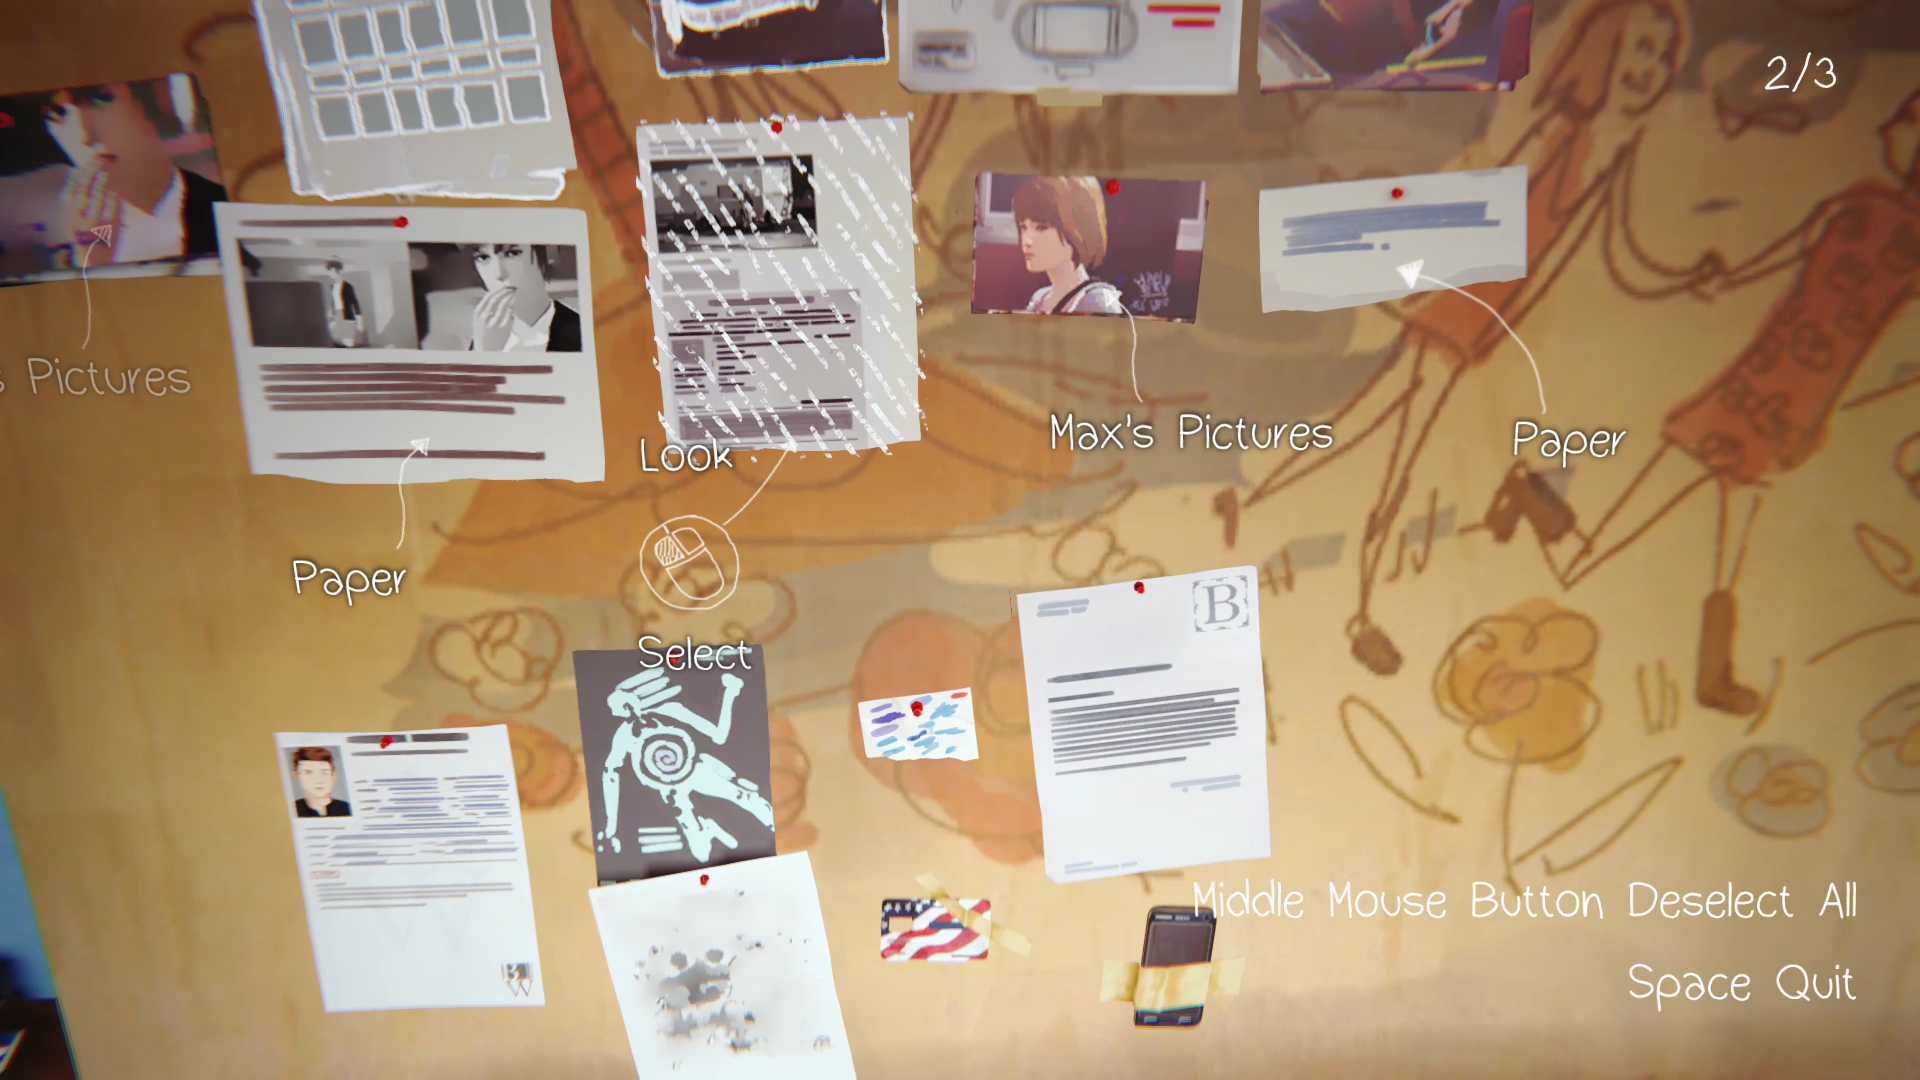 2/3
s Pictures
Look
Max's Pictures
Paper
Paper
Select
B
Middle Mouse Button Deselect All
Space Quit